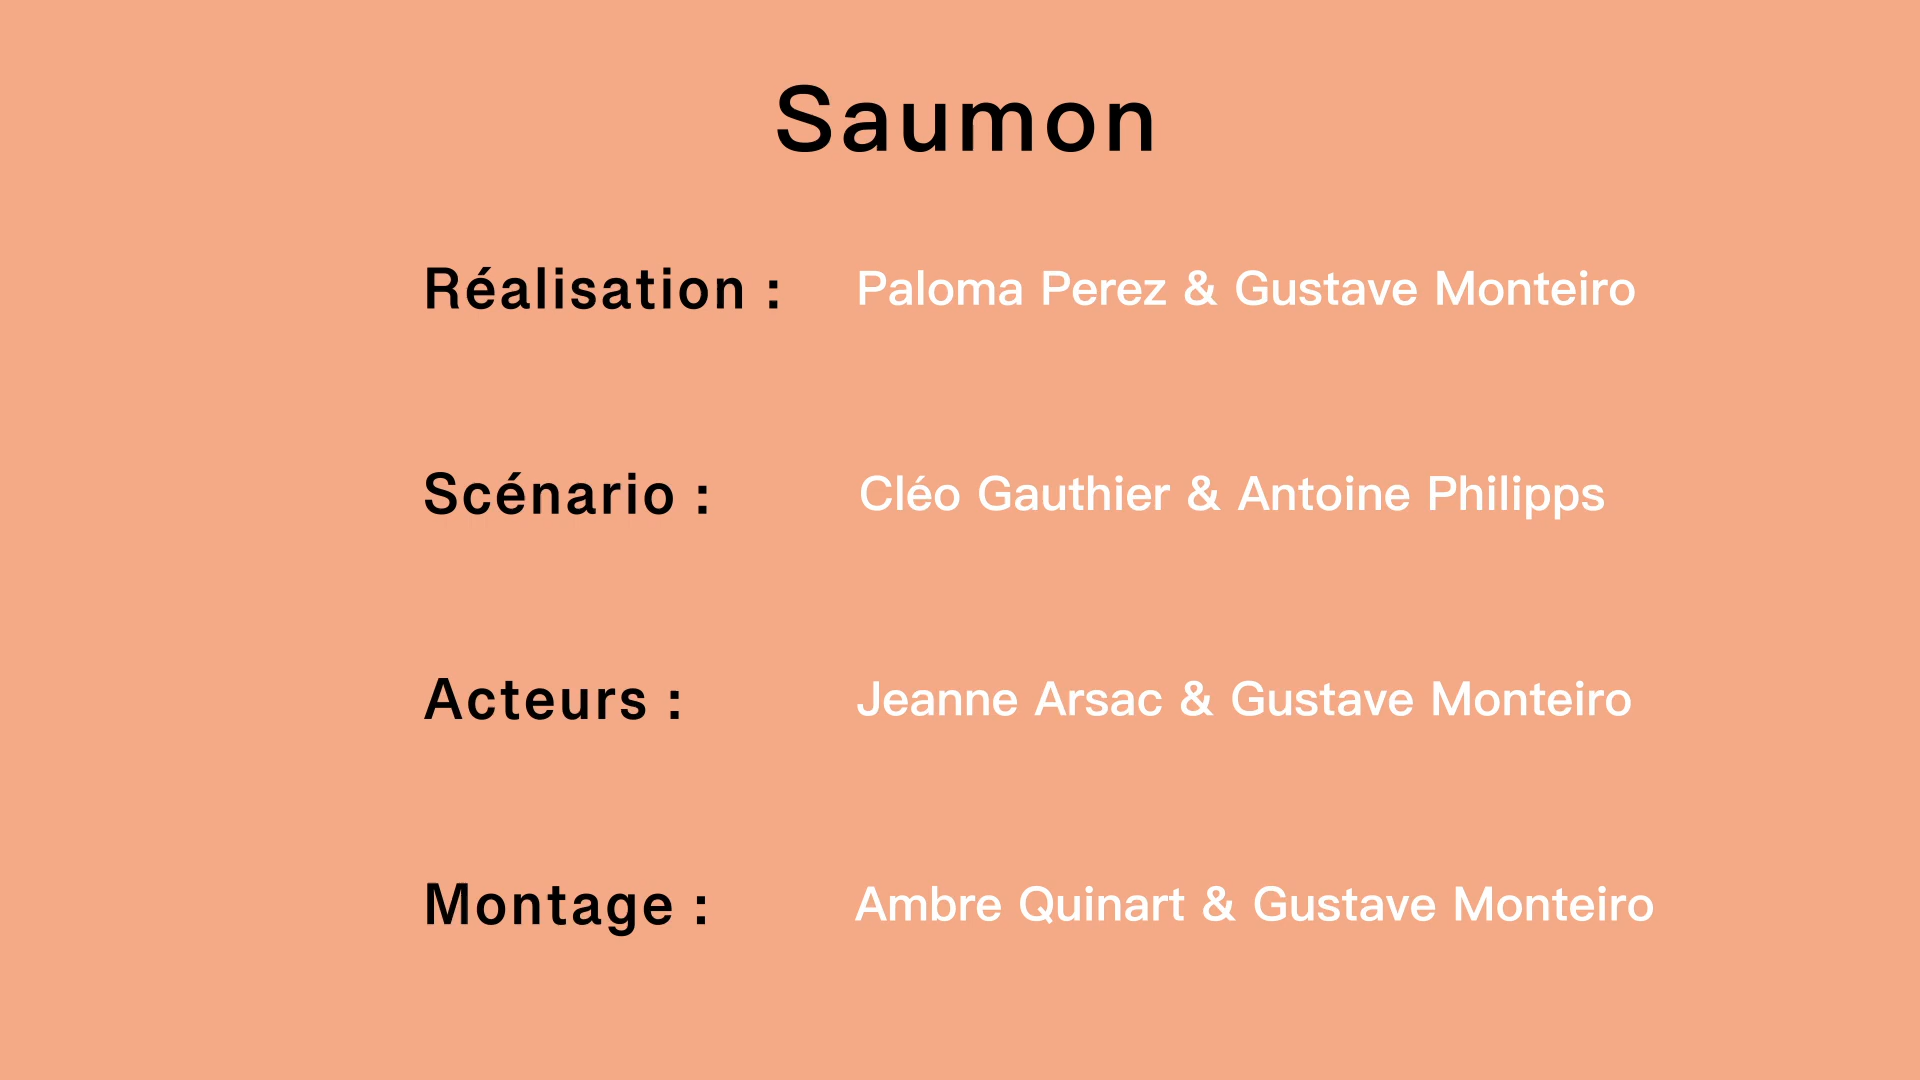 Saumon
Réalisation : Paloma Perez & Gustave Monteiro
Scénario : Cléo Gauthier & Antoine Philipps
Acteurs : Jeanne Arsac & Gustave Monteiro
Montage : Ambre Quinart & Gustave Monteiro